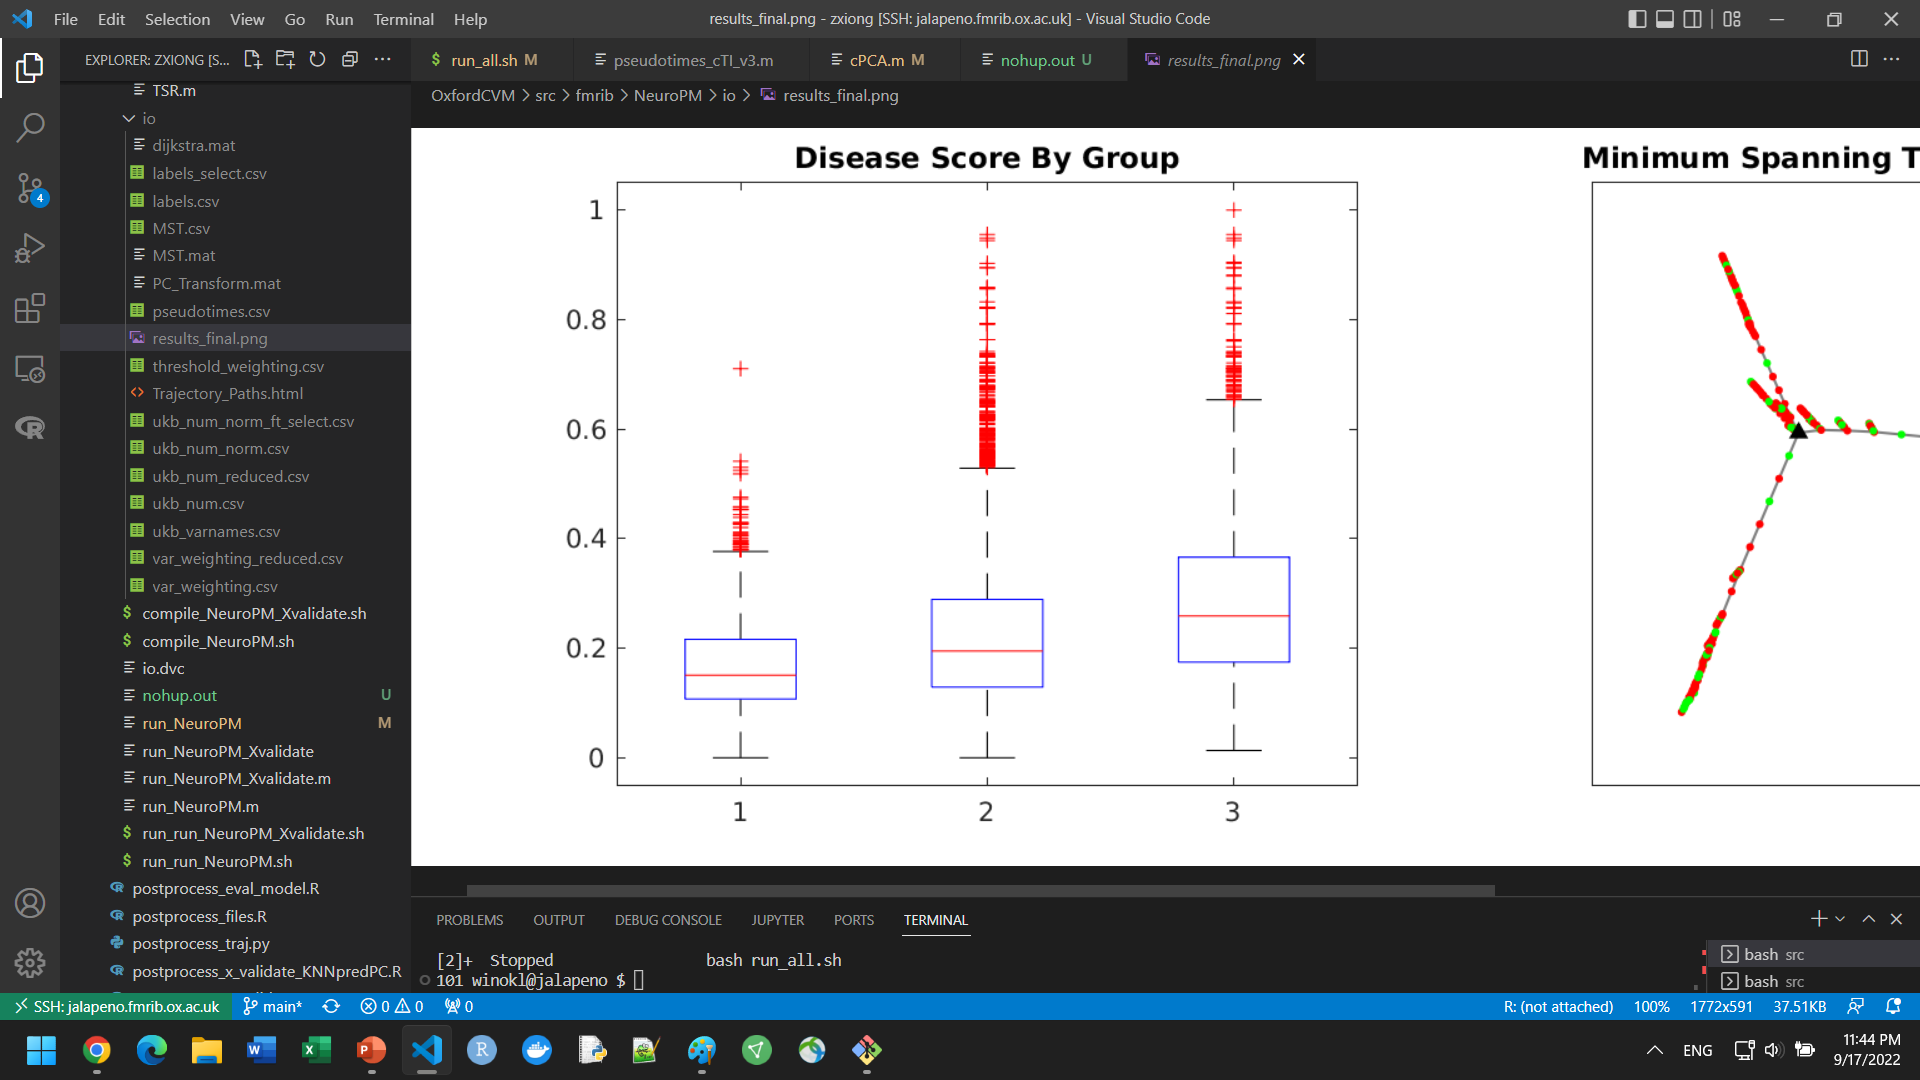 File Edit Selection View Go Run Terminal Help
results_final.png - zxiong [SSH: jalapeno.fmrib.ox.ac.uk] - Visual Studio Code
EXPLORER: ZXIONG [S...
TSR.m
io
dijkstra.mat
labels_select.csv
labels.csv
MST.csv
MST.mat
PC_Transform.mat
pseudotimes.csv
results_final.png
threshold_weighting.csv
Trajectory_Paths.html
ukb_num_norm_ft_select.csv
ukb_num_norm.csv
ukb_num_reduced.csv
ukb_num.csv
ukb_varnames.csv
var_weighting_reduced.csv
var_weighting.csv
compile_NeuroPM_Xvalidate.sh
compile_NeuroPM.sh
io.dvc
nohup.out U
run_NeuroPM M
run_NeuroPM_Xvalidate
run_NeuroPM_Xvalidate.m
run_NeuroPM.m
run_run_NeuroPM_Xvalidate.sh
run_run_NeuroPM.sh
postprocess_eval_model.R
postprocess_files.R
postprocess_traj.py
postprocess_x_validate_KNNpredPC.R
4
run_all.sh M pseudotimes_cTI_v3.m cPCA.m M nohup.out U results_final.png
OxfordCVM > src > fmrib > NeuroPM > io > results_final.png
Disease Score By Group
1
0.8
0.6
0.4
0.2
0
1 2 3
Minimum Spanning T
PROBLEMS OUTPUT DEBUG CONSOLE JUPYTER PORTS TERMINAL
[2]+ Stopped bash run_all.sh
101 winokl@jalapeno $
bash src
bash src
SSH: jalapeno.fmrib.ox.ac.uk main* 0 0 0
R: (not attached) 100% 1772x591 37.51KB
ENG
11:44 PM
9/17/2022